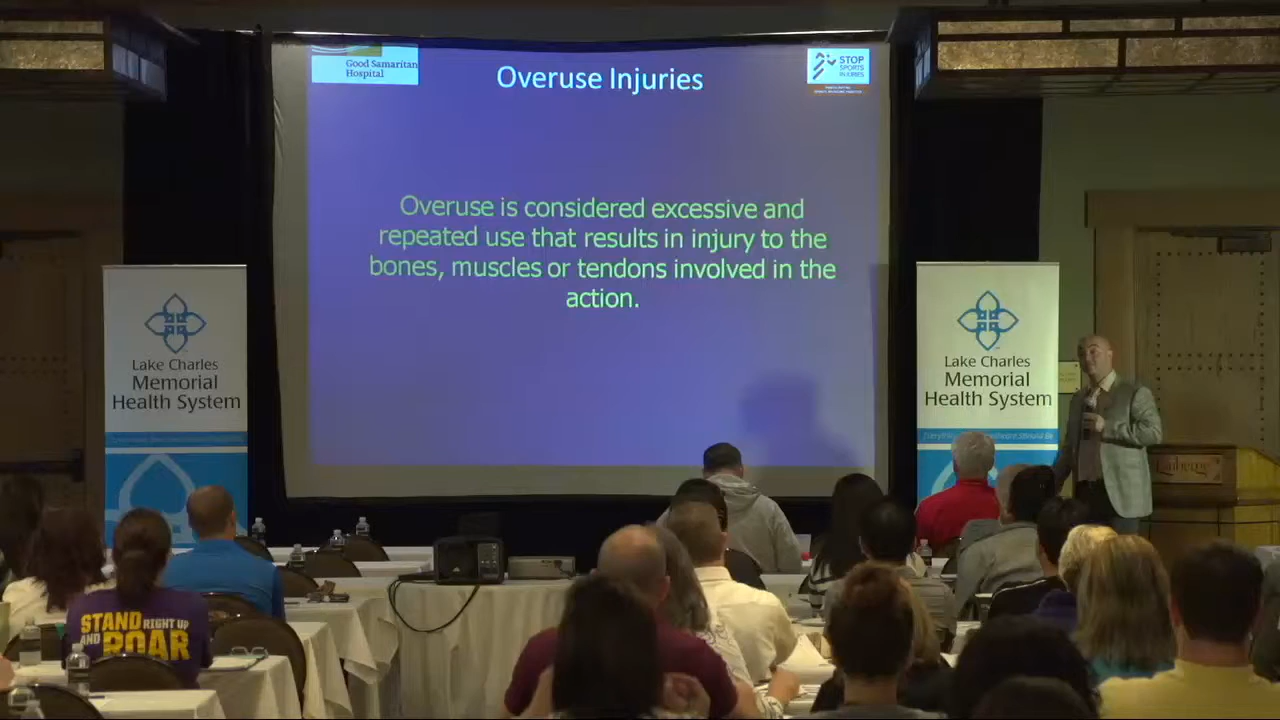 Good Samaritan
Hospital
Overuse Injuries
STOP
SPORTS
INJURIES
Overuse is considered excessive and
repeated use that results in injury to the
bones, muscles or tendons involved in the
action.
Lake Charles
Memorial
Health System
Lake Charles
Memorial
Health System
L'auberge
STAND RIGHT UP
AND ROAR